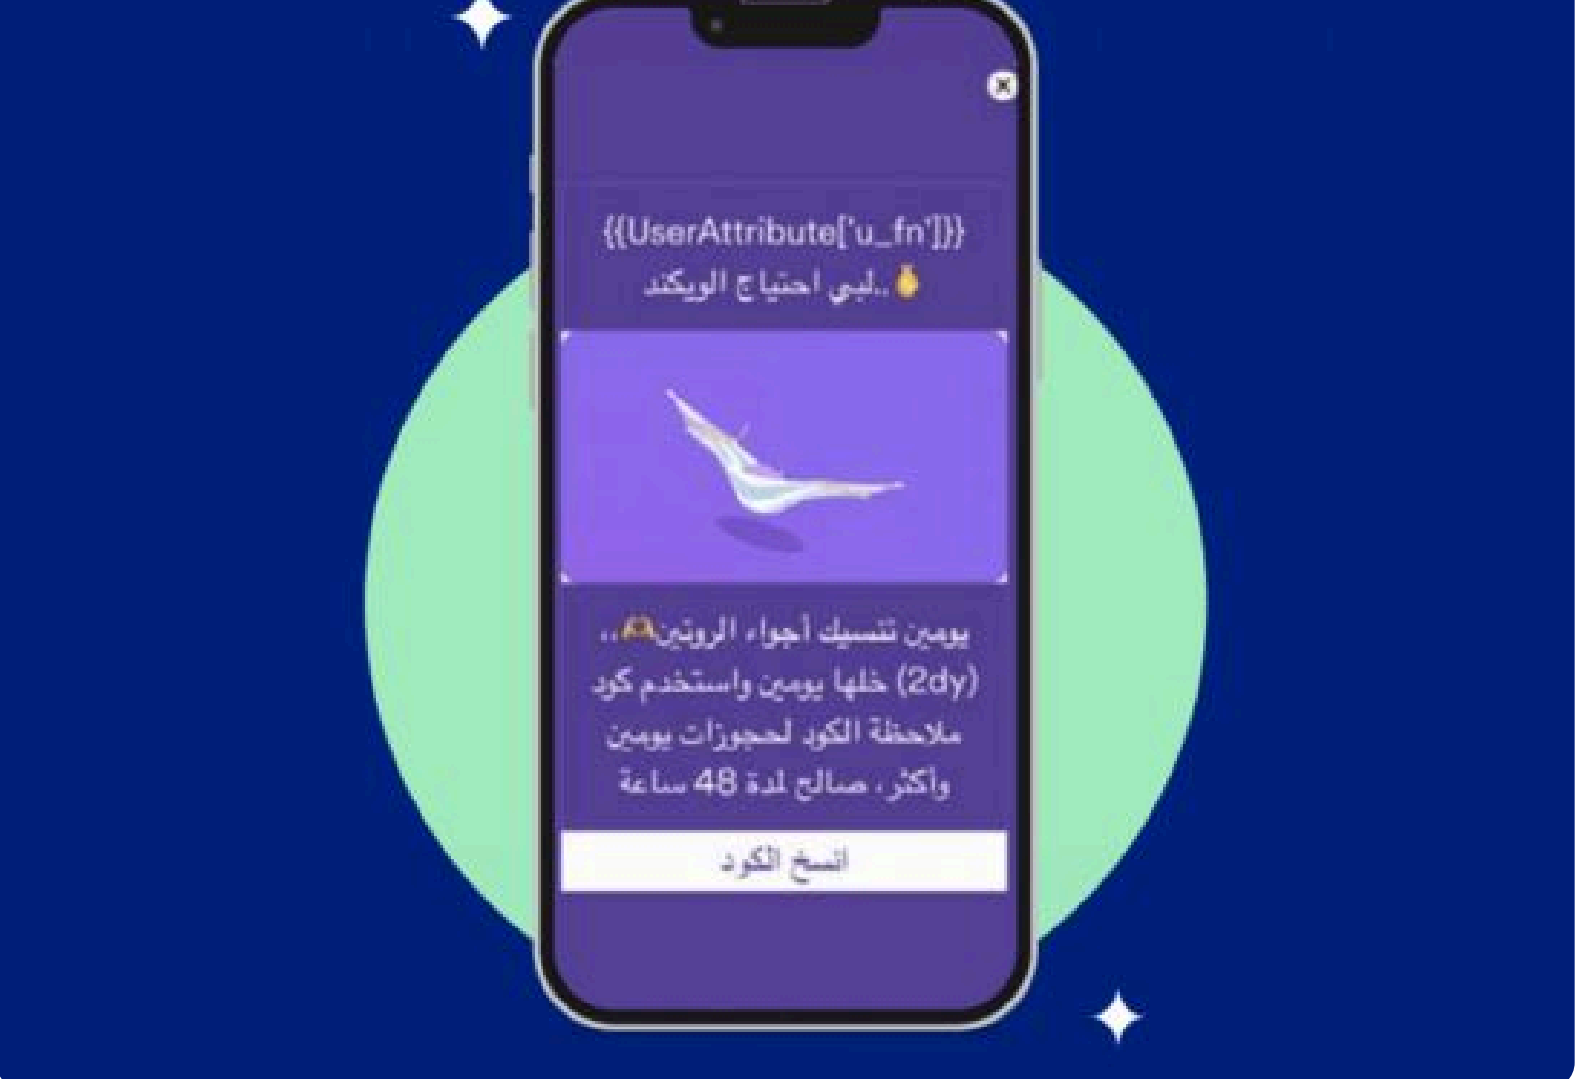 {{UserAttribute['u_fn']}}
..لبي احتياج الويكند
يومين تنسيك أجواء الروتين🫶..
(2dy) خلها يومين واستخدم كود
ملاحظة الكود لحجوزات يومين
وأكثر، صالح لمدة 48 ساعة
انسخ الكود